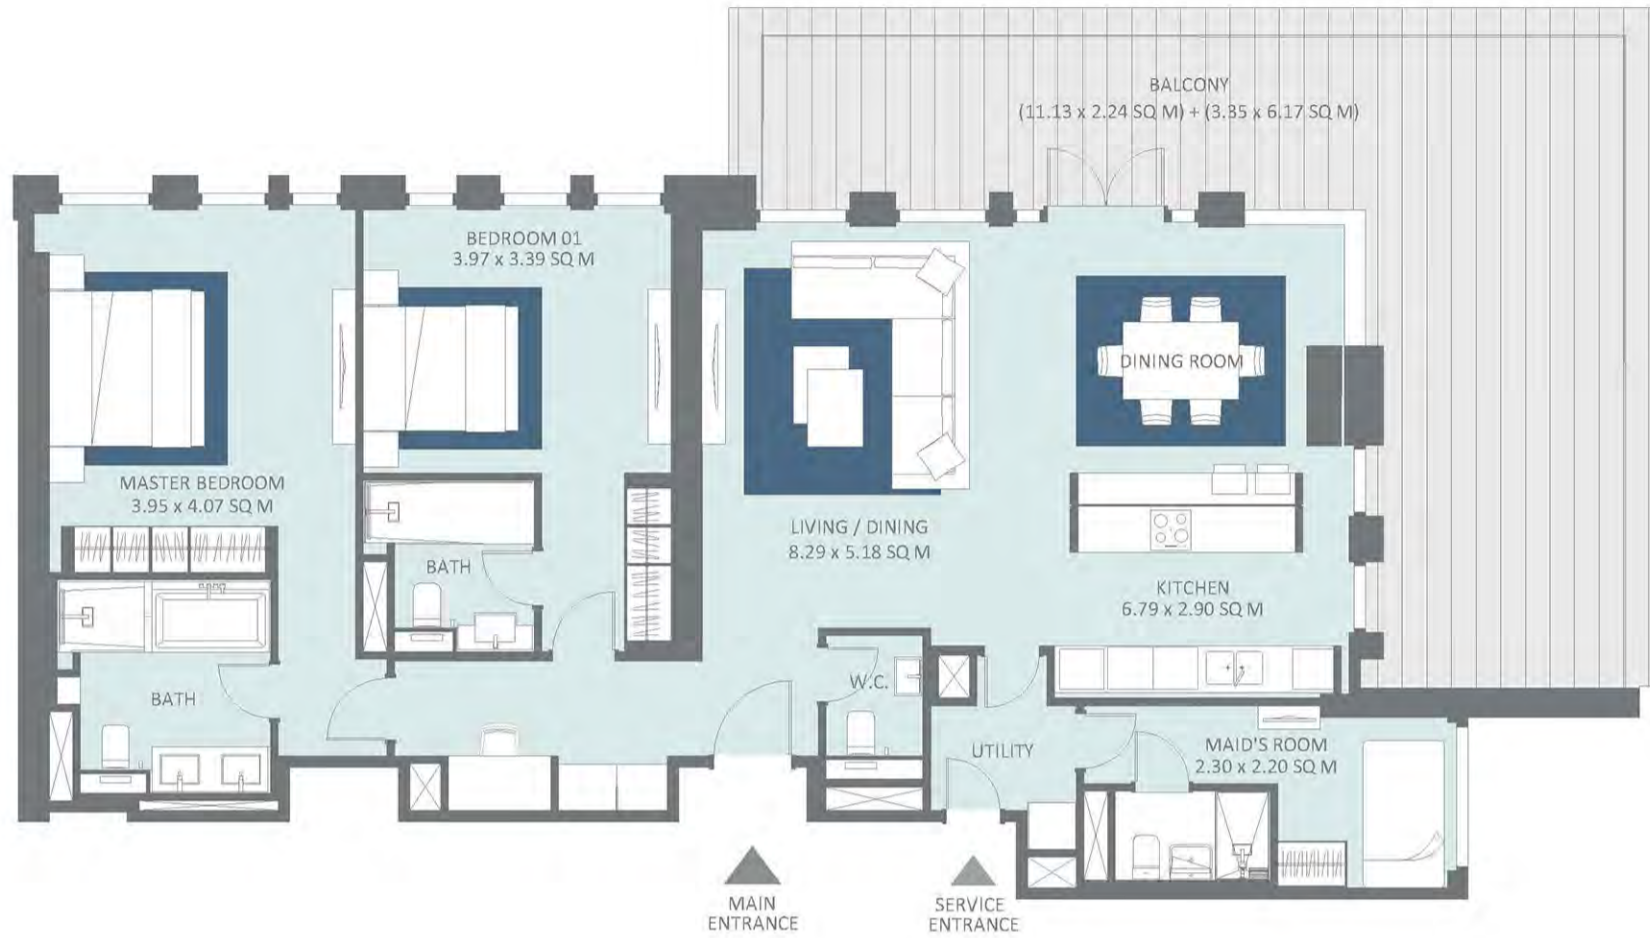 BALCONY
(11.13 x 2.24 SQ M) + (3.35 x 6.17 SQ M)
BEDROOM 01
3.97 x 3.39 SQ M
DINING ROOM
MASTER BEDROOM
3.95 x 4.07 SQ M
LIVING / DINING
8.29 x 5.18 SQ M
BATH
KITCHEN
6.79 x 2.90 SQ M
BATH
W.C.
UTILITY
MAID'S ROOM
2.30 x 2.20 SQ M
MAIN
ENTRANCE
SERVICE
ENTRANCE